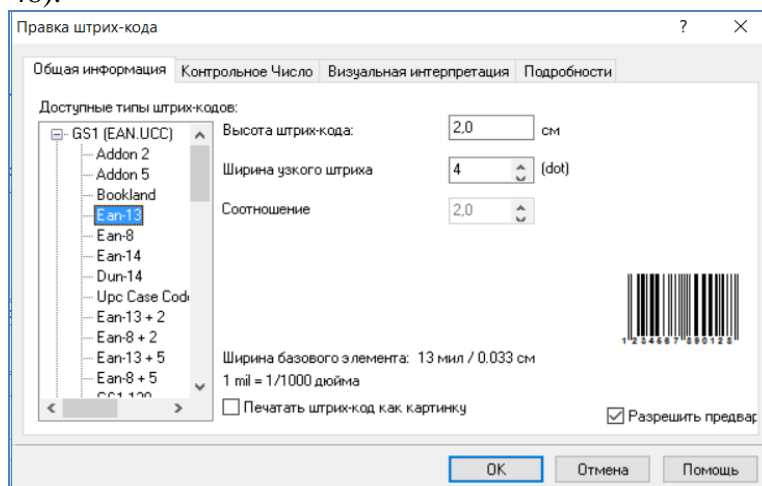 48).
Правка штрих-кода ? ×
Общая информация Контрольное Число Визуальная интерпретация Подробности
Доступные типы штрих-кодов:
GS1 (EAN.UCC)
Addon 2
Addon 5
Bookland
Ean-13
Ean-8
Ean-14
Dun-14
Upc Case Cod
Ean-13 + 2
Ean-8 + 2
Ean-13 + 5
Ean-8 + 5
Высота штрих-кода: 2,0 см
Ширина узкого штриха 4 (dot)
Соотношение 2,0
Ширина базового элемента: 13 мил / 0.033 см
1 mil = 1/1000 дюйма
Печатать штрих-код как картинку
Разрешить предвар
OK Отмена Помощь